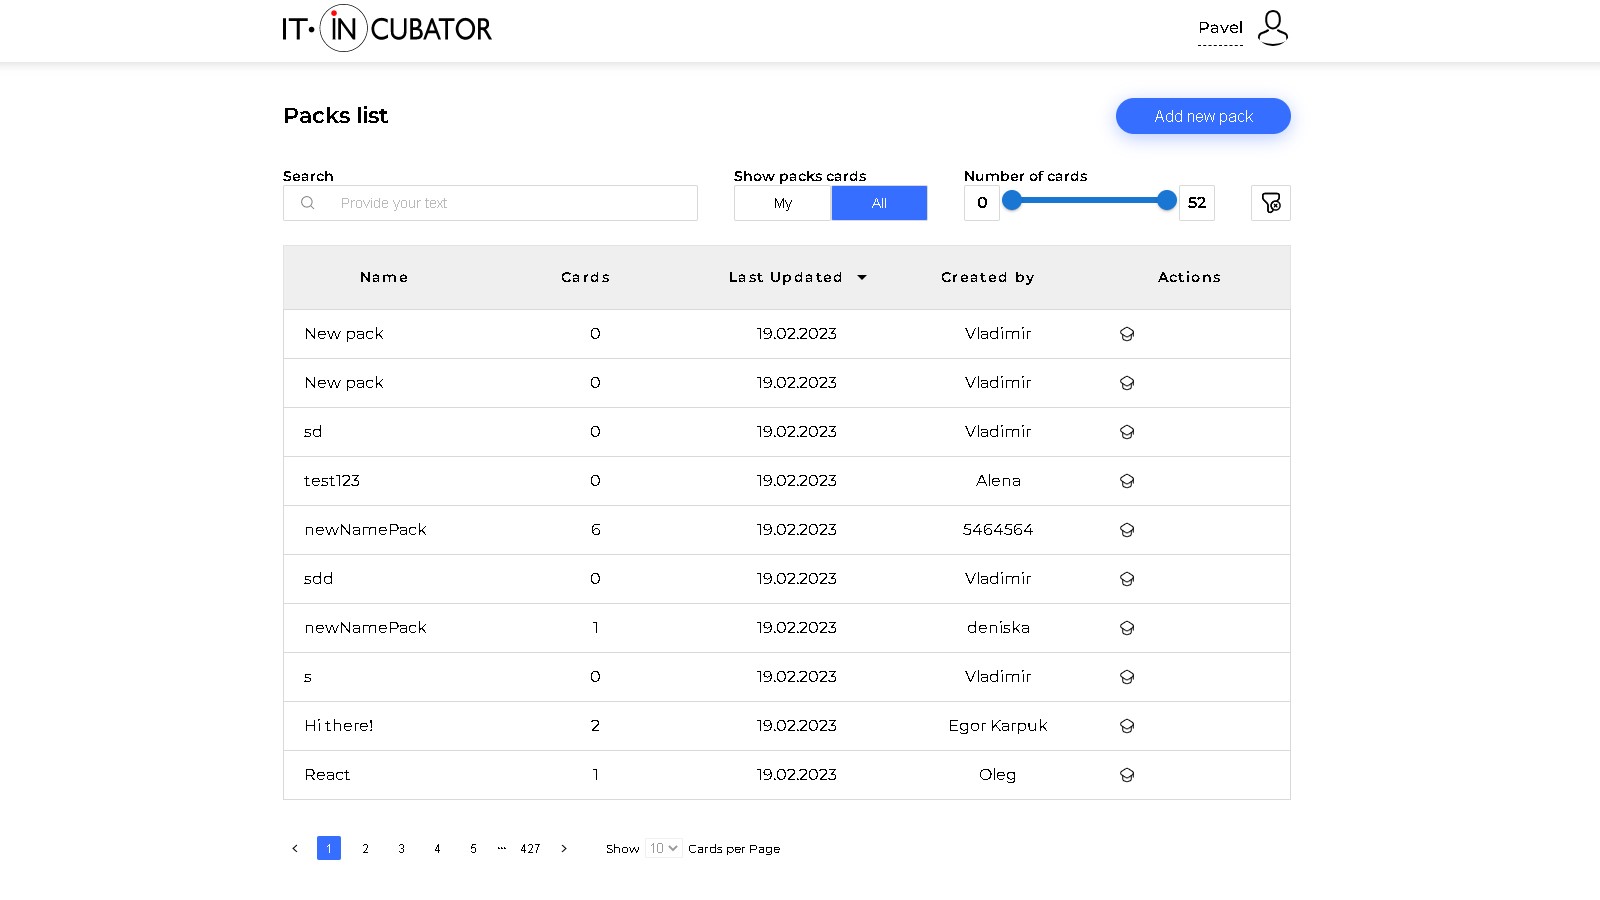 IT·INCUBATOR
Pavel
Packs list
Add new pack
Search
Show packs cards
Number of cards
Provide your text
My
All
0
52
Name Cards Last Updated Created by Actions
New pack 0 19.02.2023 Vladimir
New pack 0 19.02.2023 Vladimir
sd 0 19.02.2023 Vladimir
test123 0 19.02.2023 Alena
newNamePack 6 19.02.2023 5464564
sdd 0 19.02.2023 Vladimir
newNamePack 1 19.02.2023 deniska
s 0 19.02.2023 Vladimir
Hi there! 2 19.02.2023 Egor Karpuk
React 1 19.02.2023 Oleg
< 1 2 3 4 5 ··· 427 > Show 10 Cards per Page